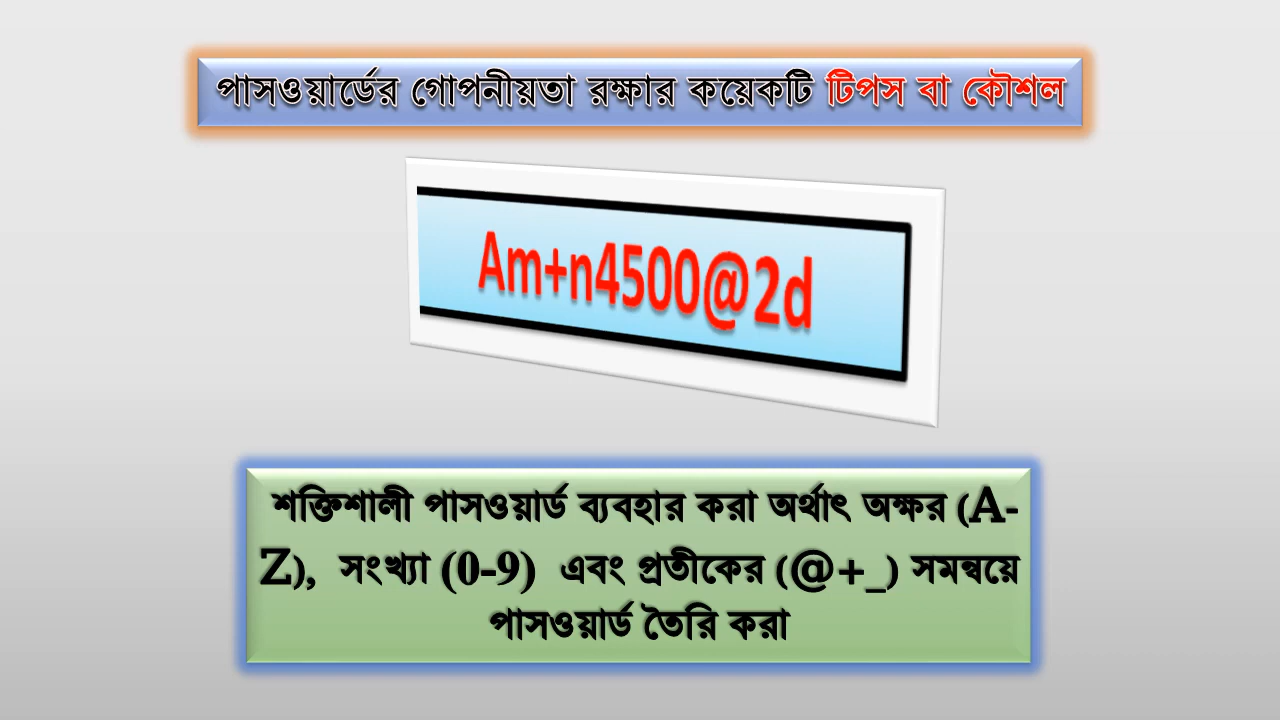 পাসওয়ার্ডের গোপনীয়তা রক্ষার কয়েকটি টিপস বা কৌশল
Am+n4500@2d
শক্তিশালী পাসওয়ার্ড ব্যবহার করা অর্থাৎ অক্ষর (A-
Z), সংখ্যা (0-9) এবং প্রতীকের (@+_) সমন্বয়ে
পাসওয়ার্ড তৈরি করা